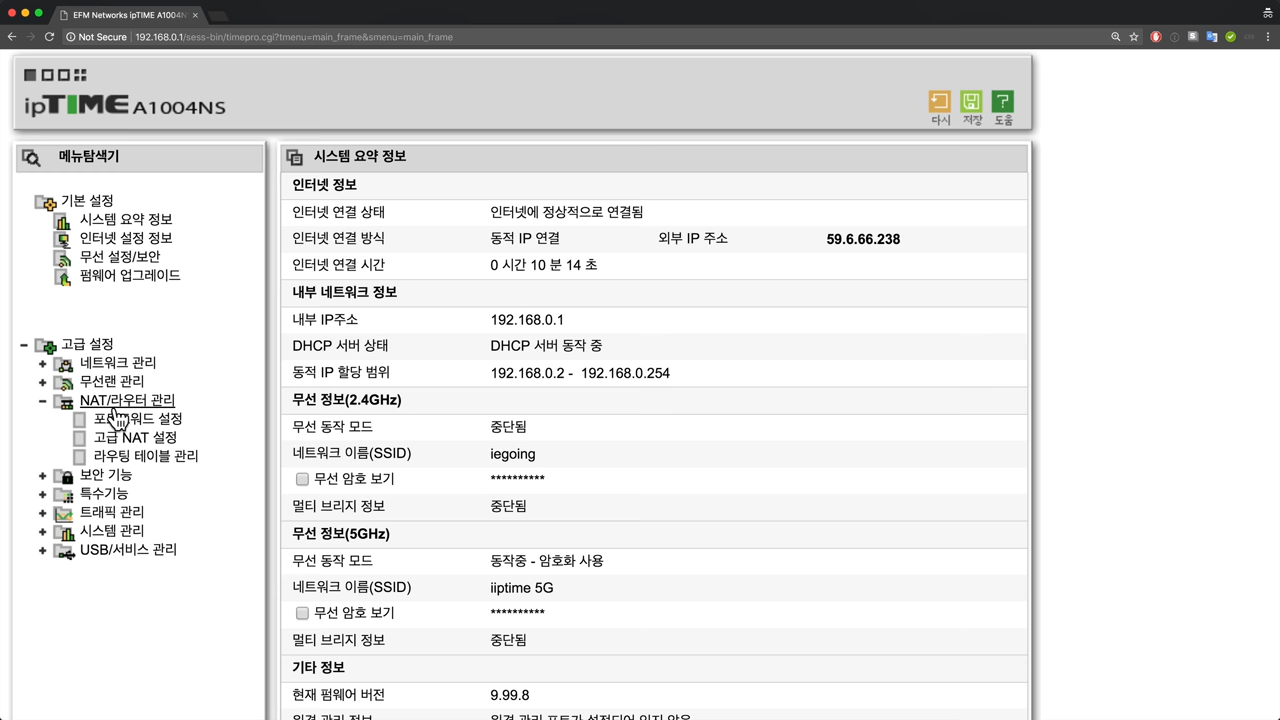 EFM Networks ipTIME A1004N
Not Secure 192.168.0.1/sess-bin/timepro.cgi?tmenu=main_frame&smenu=main_frame
ipTIME A1004NS
다시 저장 도움
메뉴탐색기
기본 설정
시스템 요약 정보
인터넷 설정 정보
무선 설정/보안
펌웨어 업그레이드
고급 설정
네트워크 관리
무선랜 관리
NAT/라우터 관리
설정
고급 NAT 설정
라우팅 테이블 관리
보안 기능
특수기능
트래픽 관리
시스템 관리
USB/서비스 관리
시스템 요약 정보
인터넷 정보
인터넷 연결 상태 인터넷에 정상적으로 연결됨
인터넷 연결 방식 동적 IP 연결 외부 IP 주소 59.6.66.238
인터넷 연결 시간 0 시간 10 분 14 초
내부 네트워크 정보
내부 IP주소 192.168.0.1
DHCP 서버 상태 DHCP 서버 동작 중
동적 IP 할당 범위 192.168.0.2 - 192.168.0.254
무선 정보(2.4GHz)
무선 동작 모드 중단됨
네트워크 이름(SSID) iegoing
무선 암호 보기 **********
멀티 브리지 정보 중단됨
무선 정보(5GHz)
무선 동작 모드 동작중 - 암호화 사용
네트워크 이름(SSID) iiptime 5G
무선 암호 보기 **********
멀티 브리지 정보 중단됨
기타 정보
현재 펌웨어 버전 9.99.8